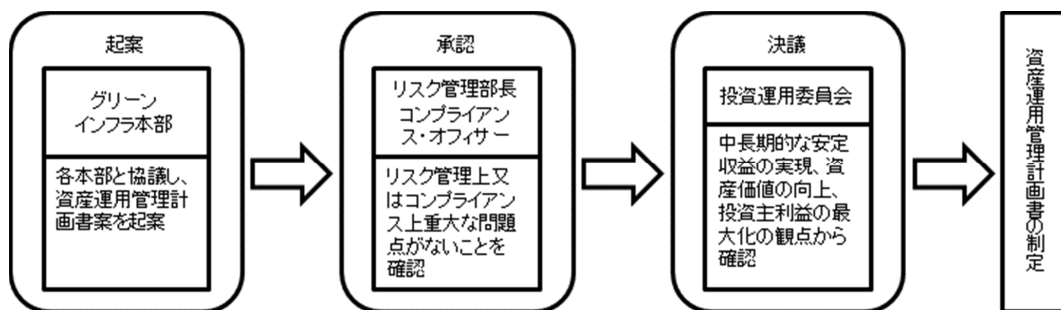 起案
グリーン
インフラ本部
各本部と協議し、
資産運用管理計
画書案を起案
承認
リスク管理部長
コンプライアン
ス・オフィサー
リスク管理上又
はコンプライアン
ス上重大な問題
点がないことを
確認
決議
投資運用委員会
中長期的な安定
収益の実現、資
産価値の向上、
投資主利益の最
大化の観点から
確認
資産運用管理計画書の制定